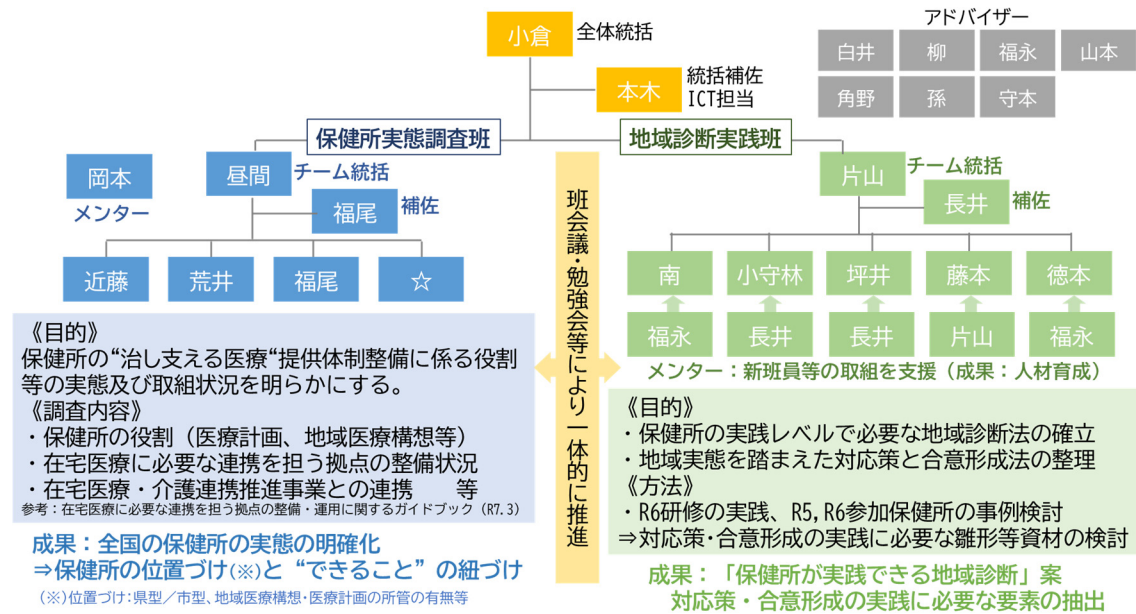 小倉
全体統括
アドバイザー
白井
柳
福永
山本
角野
孫
守本
本木
統括補佐
ICT担当
保健所実態調査班
地域診断実践班
岡本
メンター
昼間
チーム統括
福尾
補佐
近藤
荒井
福尾
☆
片山
チーム統括
長井
補佐
南
小守林
坪井
藤本
徳本
福永
長井
長井
片山
福永
メンター：新班員等の取組を支援（成果：人材育成）
班会議・勉強会等により一体的に推進
《目的》
保健所の“治し支える医療“提供体制整備に係る役割
等の実態及び取組状況を明らかにする。
《調査内容》
・保健所の役割（医療計画、地域医療構想等）
・在宅医療に必要な連携を担う拠点の整備状況
・在宅医療・介護連携推進事業との連携　　等
参考：在宅医療に必要な連携を担う拠点の整備・運用に関するガイドブック（R7.3）
成果：全国の保健所の実態の明確化
⇒保健所の位置づけ(※)と“できること”の紐づけ
(※)位置づけ：県型／市型、地域医療構想・医療計画の所管の有無等
《目的》
・保健所の実践レベルで必要な地域診断法の確立
・地域実態を踏まえた対応策と合意形成法の整理
《方法》
・R6研修の実践、R5,R6参加保健所の事例検討
⇒対応策・合意形成の実践に必要な雛形等資材の検討
成果：「保健所が実践できる地域診断」案
対応策・合意形成の実践に必要な要素の抽出